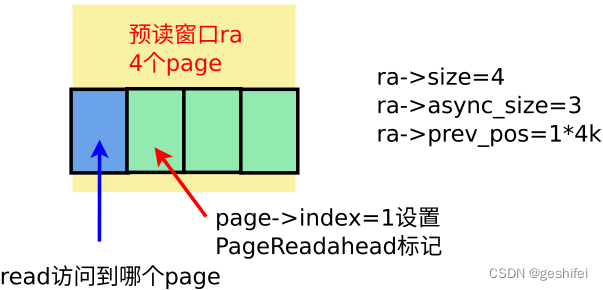 预读窗口ra
4个page
ra->size=4
ra->async_size=3
ra->prev_pos=1*4k
page->index=1设置
PageReadahead标记
read访问到哪个page
CSDN @geshifei